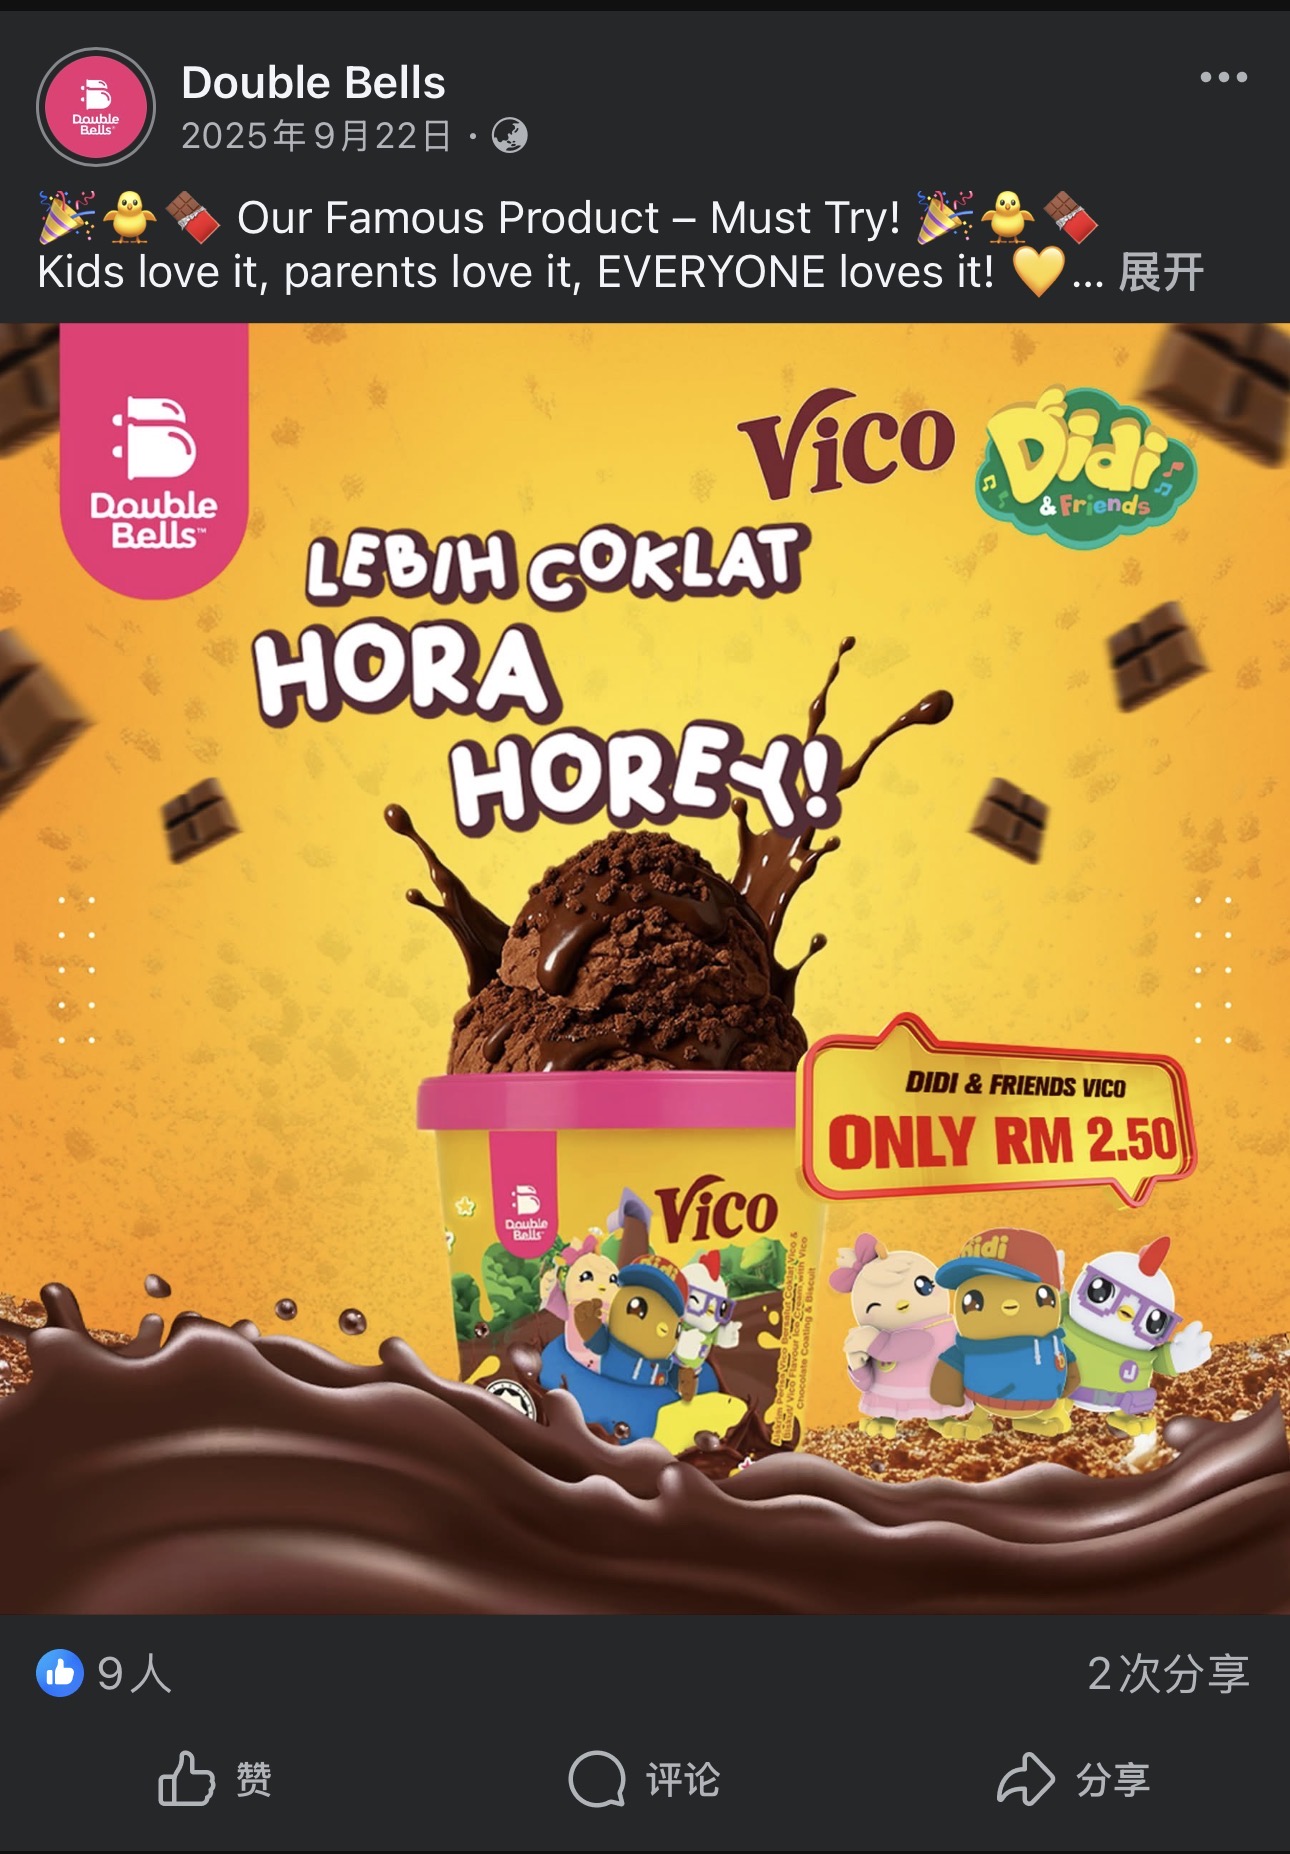 Double Bells
Double
Bells
2025年9月22日 ·
🎉🐥🍫 Our Famous Product – Must Try! 🎉🐥🍫
Kids love it, parents love it, EVERYONE loves it! 💛... 展开
Double
Bells™
Vico
Didi
& Friends
LEBIH COKLAT
HORA
HOREY!
DIDI & FRIENDS VICO
ONLY RM 2.50
Double
Bells
Vico
didi
didi
J
9人
2次分享
赞
评论
分享